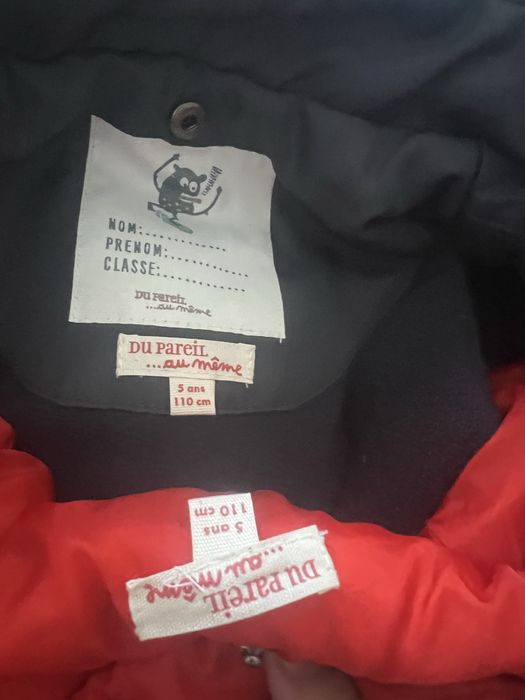 NOM:............
PRENOM:............
CLASSE:............
DU PAREIL
...au même
DU PAREIL
...au même
5 ans
110 cm
5 ans
110 cm
DU PAREIL
...au même